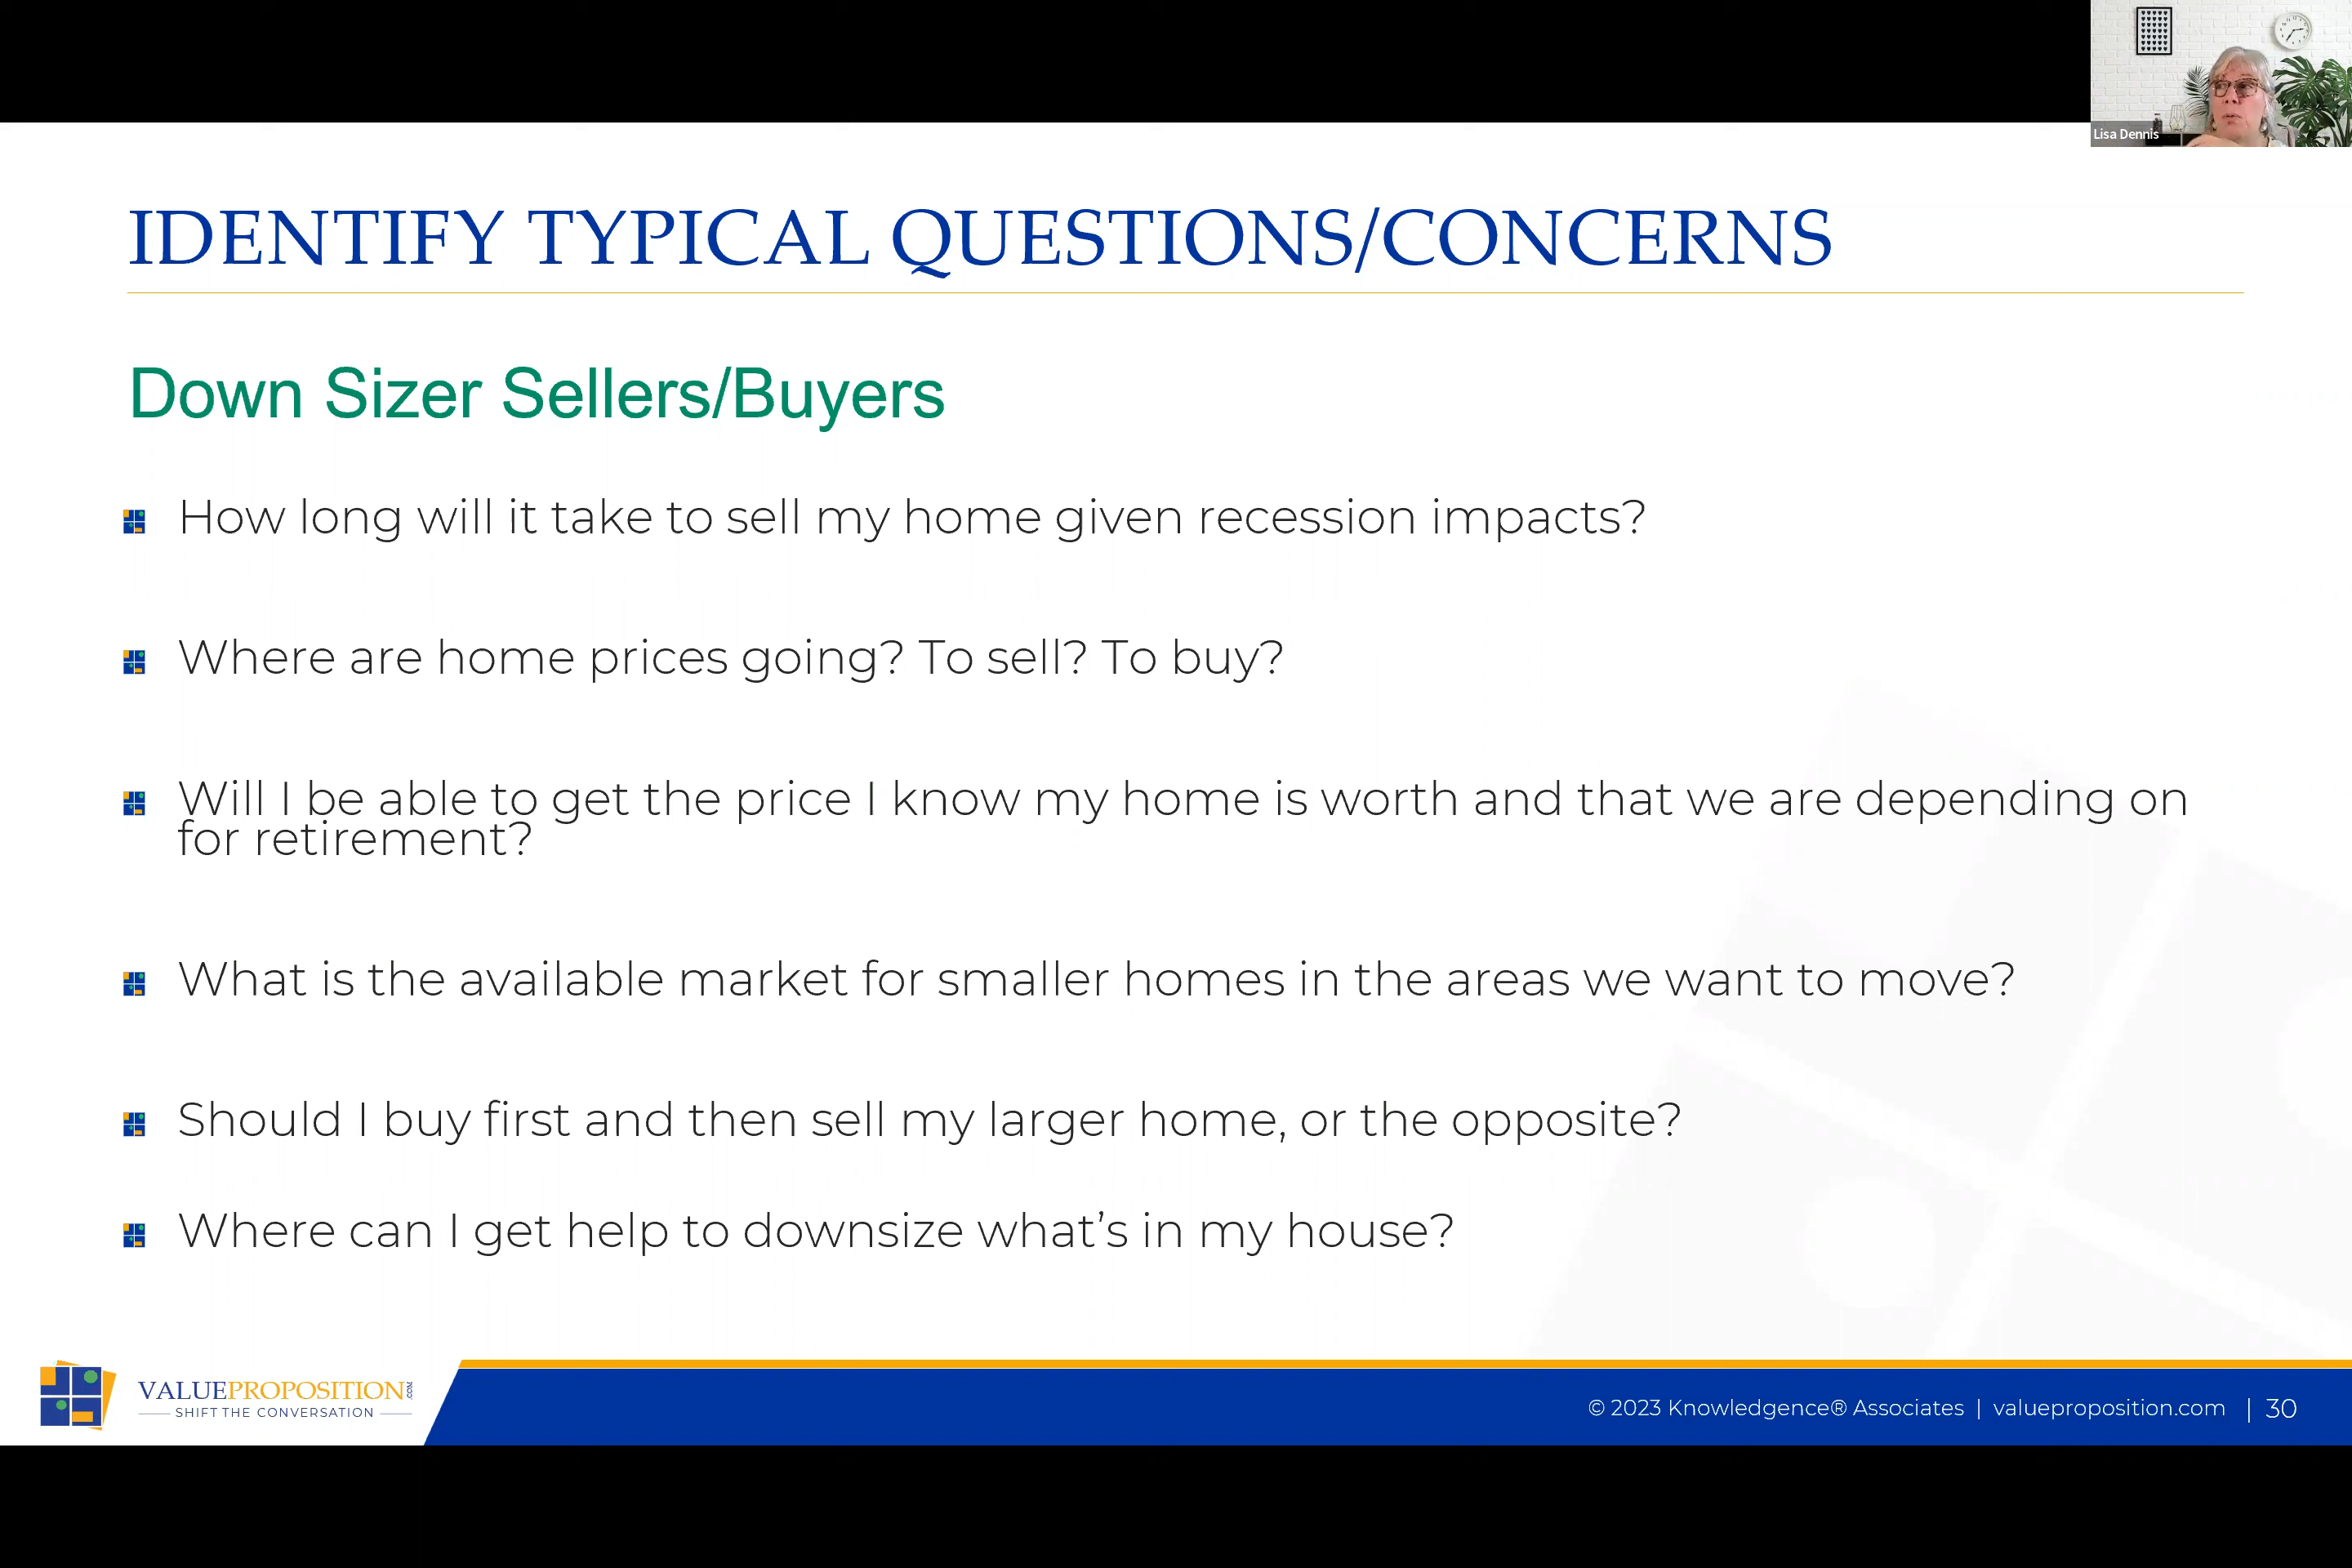 Lisa Dennis
IDENTIFY TYPICAL QUESTIONS/CONCERNS
Down Sizer Sellers/Buyers
How long will it take to sell my home given recession impacts?
Where are home prices going? To sell? To buy?
Will I be able to get the price I know my home is worth and that we are depending on
for retirement?
What is the available market for smaller homes in the areas we want to move?
Should I buy first and then sell my larger home, or the opposite?
Where can I get help to downsize what’s in my house?
VALUEPROPOSITION.COM
SHIFT THE CONVERSATION
© 2023 Knowledgence® Associates | valueproposition.com | 30